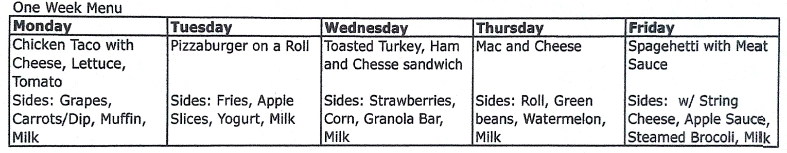 One Week Menu
Monday
Tuesday
Wednesday
Thursday
Friday
Chicken Taco with
Cheese, Lettuce,
Tomato
Sides: Grapes,
Carrots/Dip, Muffin,
Milk
Pizzaburger on a Roll
Sides: Fries, Apple
Slices, Yogurt, Milk
Toasted Turkey, Ham
and Chesse sandwich
Sides: Strawberries,
Corn, Granola Bar,
Milk
Mac and Cheese
Sides: Roll, Green
beans, Watermelon,
Milk
Spagehetti with Meat
Sauce
Sides: w/ String
Cheese, Apple Sauce,
Steamed Brocoli, Milk